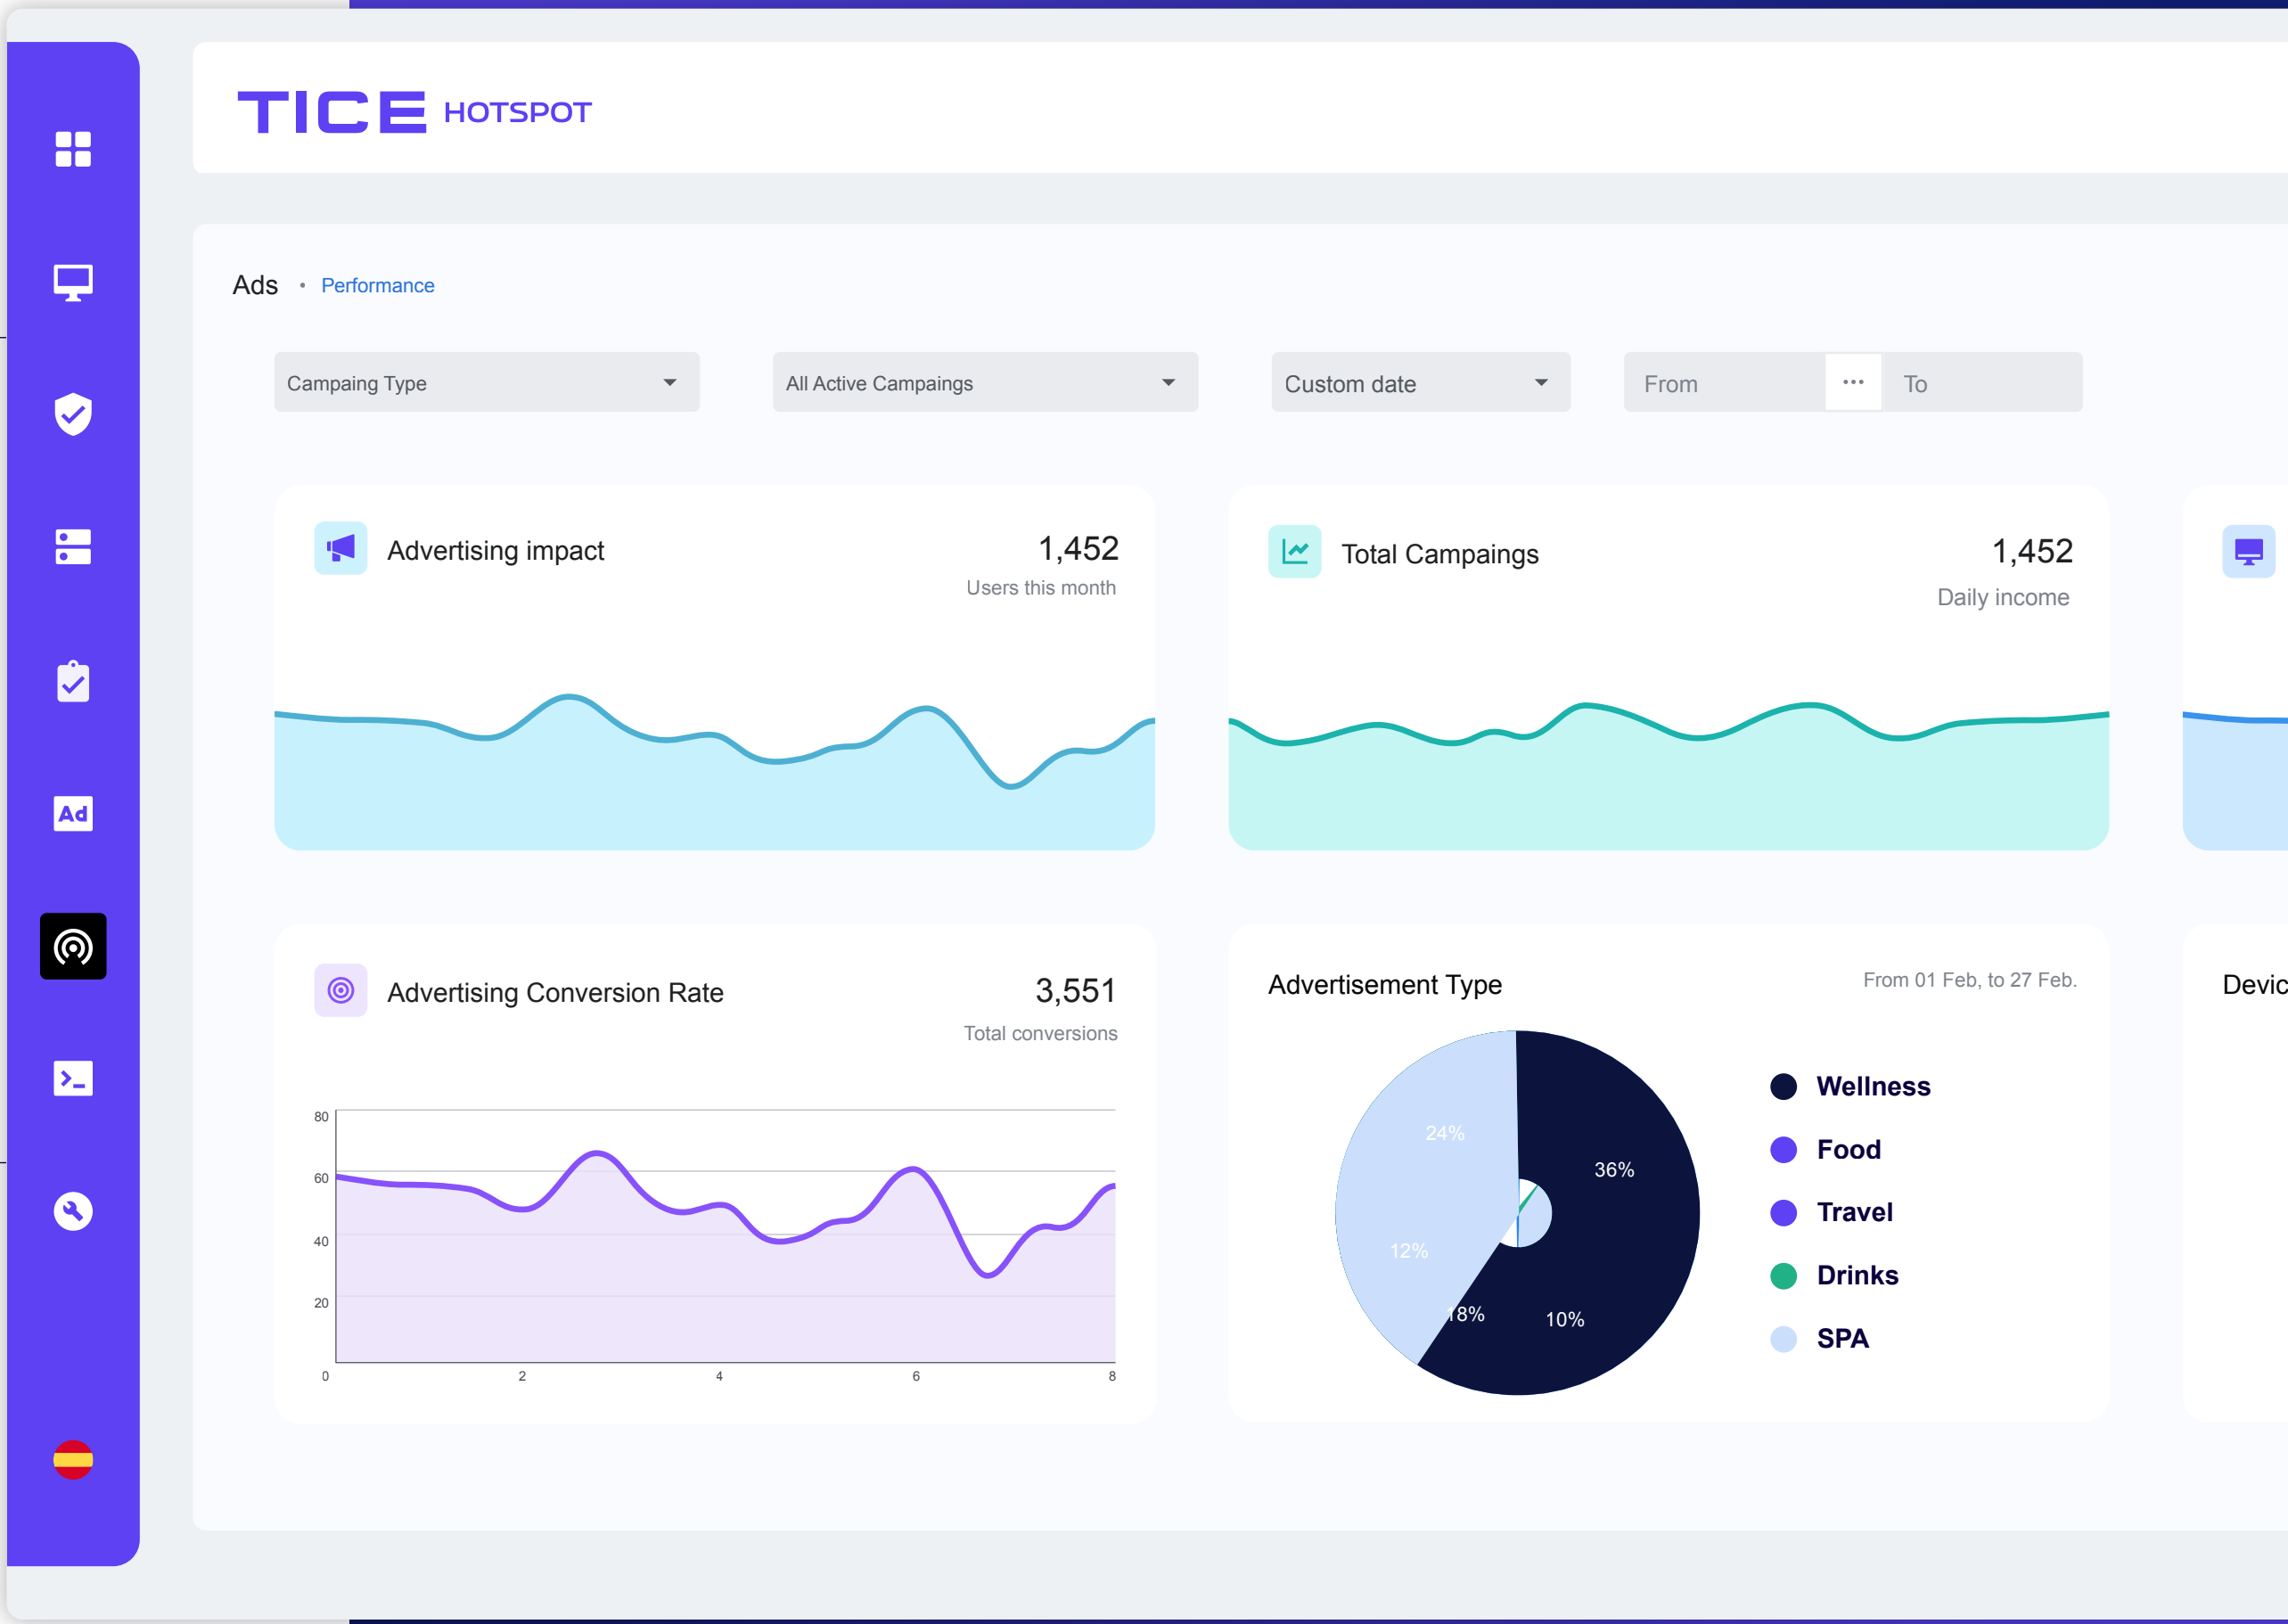 TICE HOTSPOT
Ads • Performance
Campaing Type
All Active Campaings
Custom date
From
...
To
Advertising impact
1,452
Users this month
Total Campaings
1,452
Daily income
Ad
Advertising Conversion Rate
3,551
Total conversions
80
60
40
20
0 2 4 6 8
Advertisement Type
From 01 Feb, to 27 Feb.
24%
36%
12%
18%
10%
Wellness
Food
Travel
Drinks
SPA
Devic